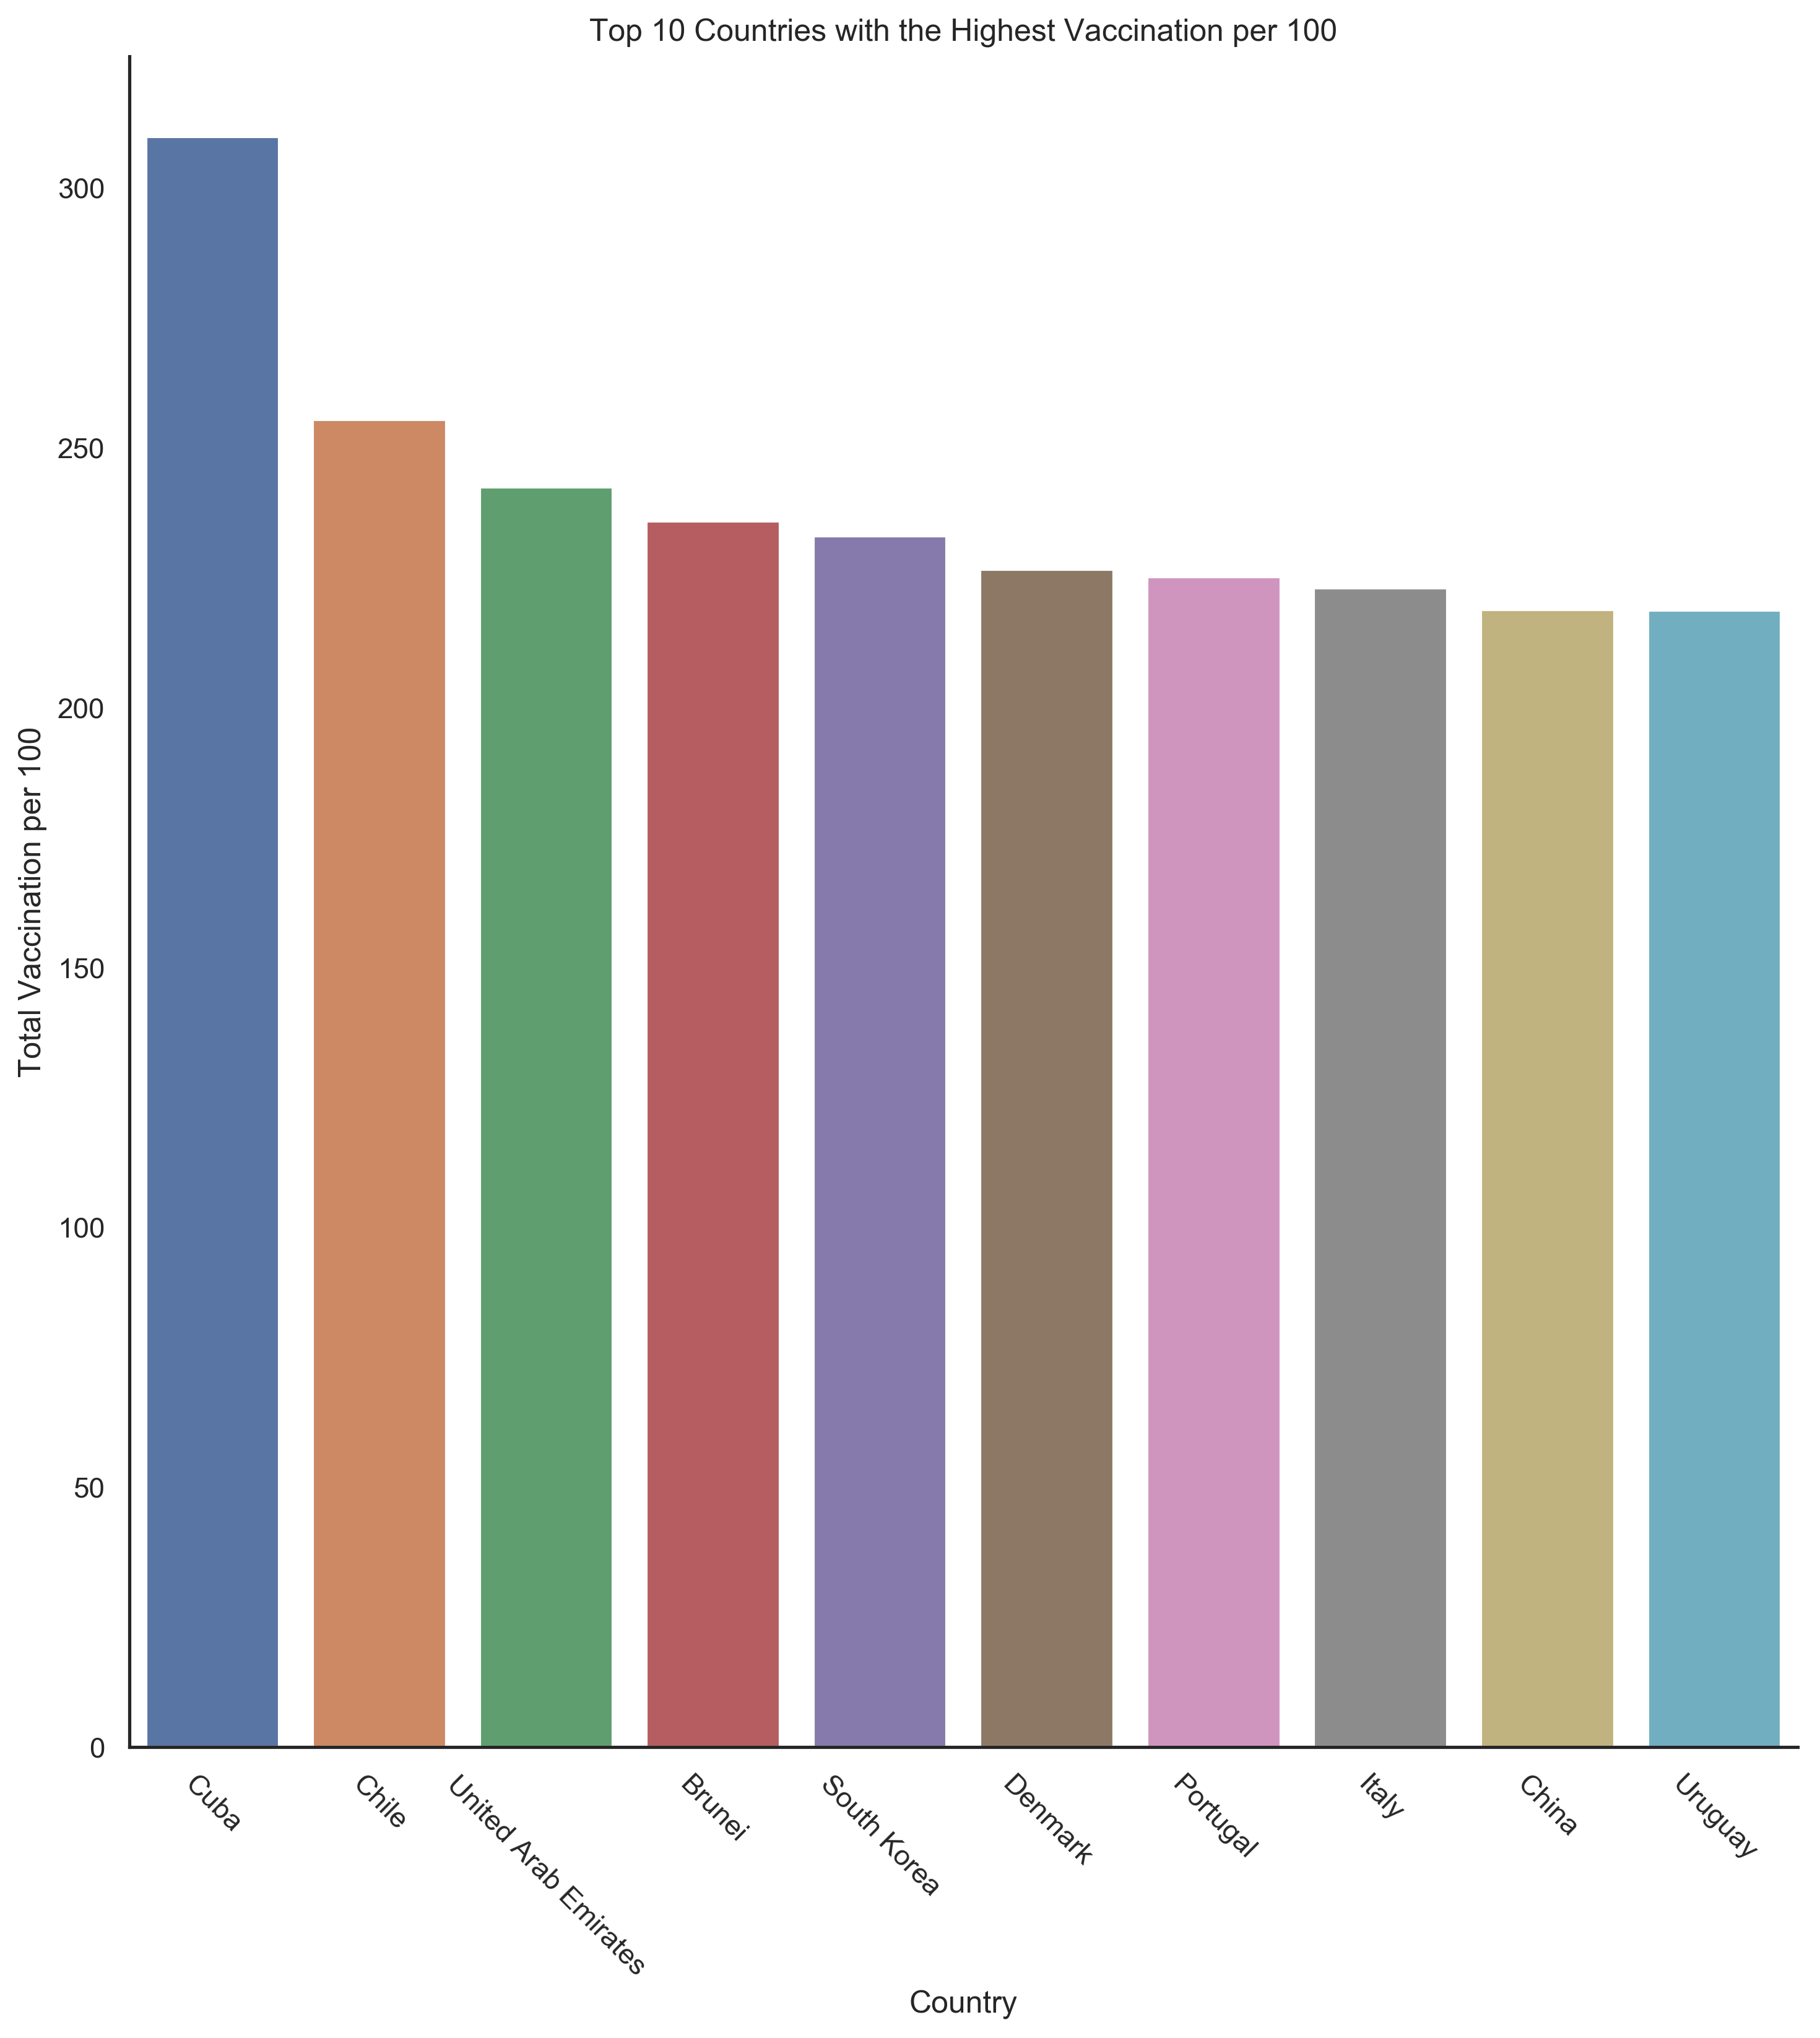 Top 10 Countries with the Highest Vaccination per 100
Total Vaccination per 100
300
250
200
150
100
50
0
Cuba
Chile
United Arab Emirates
Brunei
South Korea
Denmark
Portugal
Italy
China
Uruguay
Country